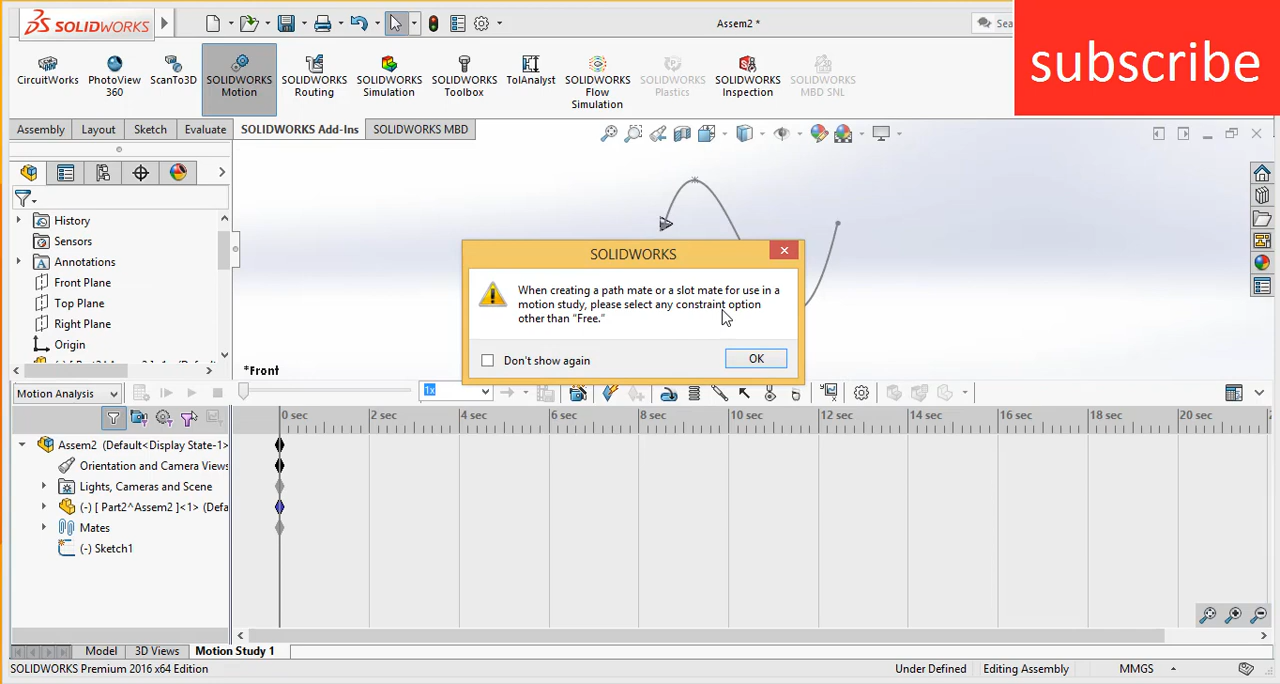 SOLIDWORKS
Assem2 *
Sea
subscribe
CircuitWorks
PhotoView
360
ScanTo3D
SOLIDWORKS
Motion
SOLIDWORKS
Routing
SOLIDWORKS
Simulation
SOLIDWORKS
Toolbox
TolAnalyst
SOLIDWORKS
Flow
Simulation
SOLIDWORKS
Plastics
SOLIDWORKS
Inspection
SOLIDWORKS
MBD SNL
Assembly
Layout
Sketch
Evaluate
SOLIDWORKS Add-Ins
SOLIDWORKS MBD
History
Sensors
Annotations
Front Plane
Top Plane
Right Plane
Origin
*Front
SOLIDWORKS
When creating a path mate or a slot mate for use in a
motion study, please select any constraint option
other than "Free."
Don't show again
OK
Motion Analysis
1x
0 sec
2 sec
4 sec
6 sec
8 sec
10 sec
12 sec
14 sec
16 sec
18 sec
20 sec
Assem2 (Default<Display State-1>
Orientation and Camera Views
Lights, Cameras and Scene
(-) [ Part2^Assem2 ]<1> (Defa
Mates
(-) Sketch1
Model
3D Views
Motion Study 1
SOLIDWORKS Premium 2016 x64 Edition
Under Defined
Editing Assembly
MMGS